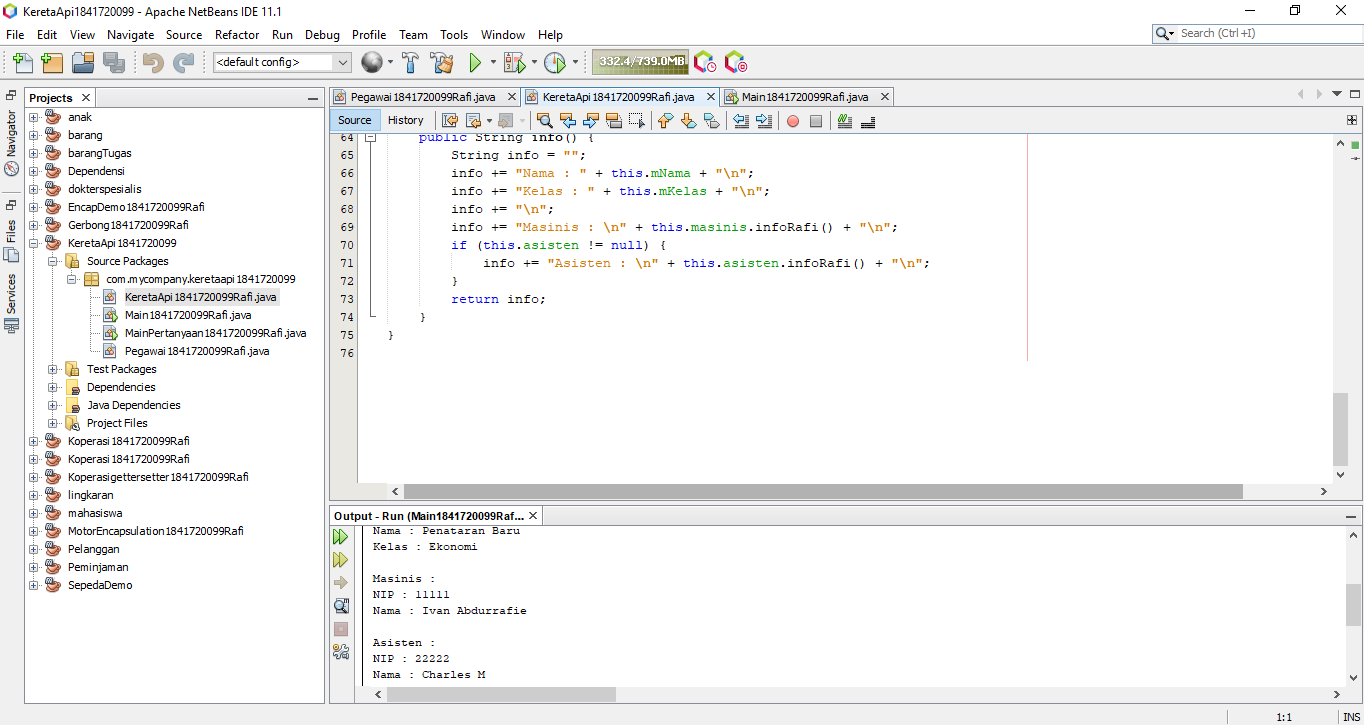 KeretaApi1841720099 - Apache NetBeans IDE 11.1
File Edit View Navigate Source Refactor Run Debug Profile Team Tools Window Help
Search (Ctrl+I)
<default config>
332.4/739.0MB
Projects
Navigator
Files
Services
anak
barang
barangTugas
Dependensi
dokterspesialis
EncapDemo1841720099Rafi
Gerbong1841720099Rafi
KeretaApi1841720099
Source Packages
com.mycompany.keretaapi1841720099
KeretaApi1841720099Rafi.java
Main1841720099Rafi.java
MainPertanyaan1841720099Rafi.java
Pegawai1841720099Rafi.java
Test Packages
Dependencies
Java Dependencies
Project Files
Koperasi1841720099Rafi
Koperasi1841720099Rafi
Koperasigettersetter1841720099Rafi
lingkaran
mahasiswa
MotorEncapsulation1841720099Rafi
Pelanggan
Peminjaman
SepedaDemo
Pegawai1841720099Rafi.java KeretaApi1841720099Rafi.java Main1841720099Rafi.java
Source History
64 public String info() {
65 String info = "";
66 info += "Nama : " + this.mNama + "\n";
67 info += "Kelas : " + this.mKelas + "\n";
68 info += "\n";
69 info += "Masinis : \n" + this.masinis.infoRafi() + "\n";
70 if (this.asisten != null) {
71 info += "Asisten : \n" + this.asisten.infoRafi() + "\n";
72 }
73 return info;
74 }
75 }
76
Output - Run (Main1841720099Raf...
Nama : Penataran Baru
Kelas : Ekonomi
Masinis :
NIP : 11111
Nama : Ivan Abdurrafie
Asisten :
NIP : 22222
Nama : Charles M
1:1 INS